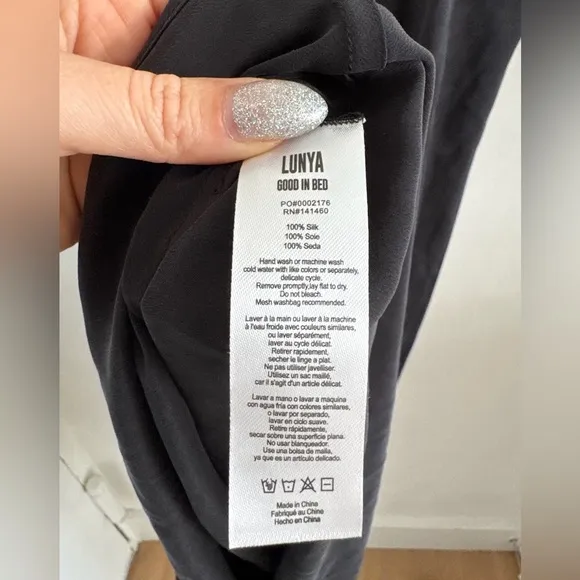 LUNYA
GOOD IN BED
PO#0002176
RN#141460
100% Silk
100% Soie
100% Seda
Hand wash or machine wash
cold water with like colors or separately,
delicate cycle.
Remove promptly,lay flat to dry.
Do not bleach.
Mesh washbag recommended.
Laver à la main ou laver à la machine
à l'eau froide avec couleurs similaires,
ou laver séparément,
laver au cycle délicat.
Retirer rapidement,
secher le linge a plat.
Ne pas utiliser javelliser.
Utilisez un sac maillé,
car il s'agit d'un article délicat.
Lavar a mano o lavar a maquina
con agua fría con colores similares,
o lavar por separado,
lavar en ciclo suave.
Retire rápidamente,
secar sobre una superficie plana.
No usar blanqueador.
Use una bolsa de malla,
ya que es un artículo delicado.
Made in China
Fabriqué au China
Hecho en China